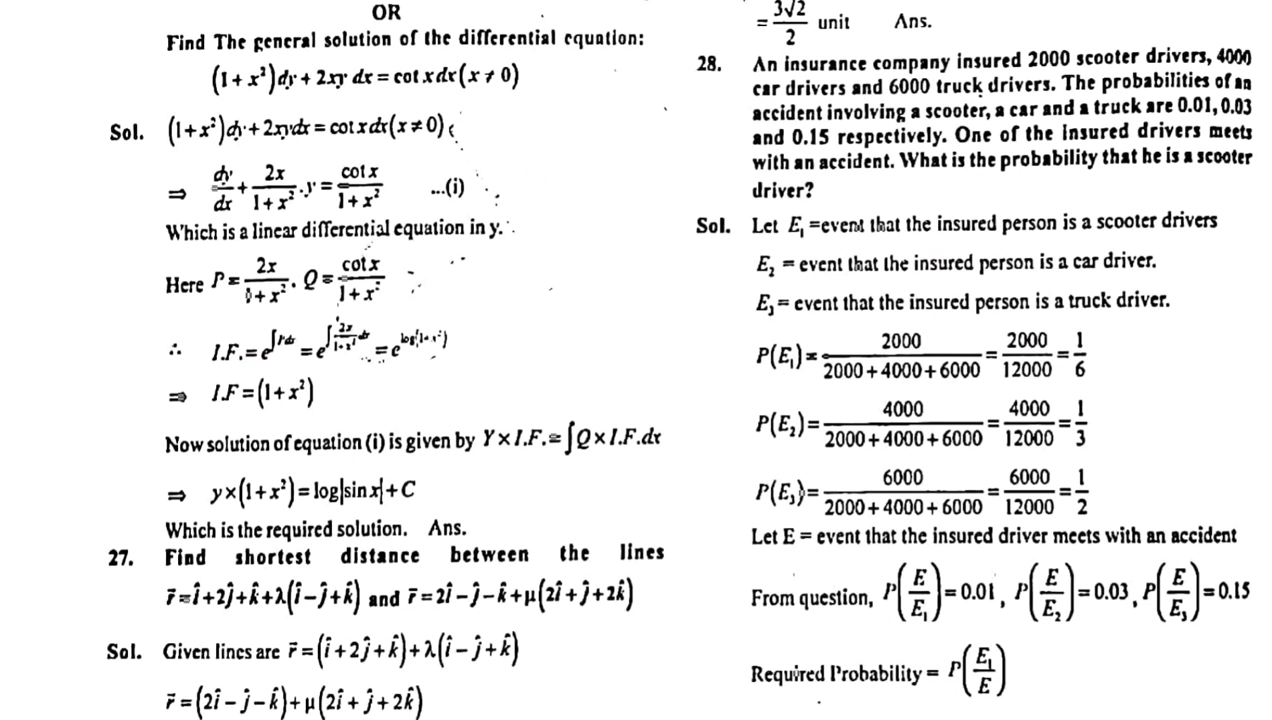 OR
Find The general solution of the differential equation:
(1 + x²)dy + 2xy dx = cot x dx (x ≠ 0)
Sol. (1+x²)dy + 2xydx = cot x dx (x ≠ 0)
⇒ dy/dx + 2x/(1+x²) . y = cot x/(1+x²) ...(i)
Which is a linear differential equation in y.
Here P = 2x/(1+x²) . Q = cot x/(1+x²)
∴ I.F. = e^∫Pdx = e^∫2x/(1+x²) dx = e^log(1+x²)
⇒ I.F = (1+x²)
Now solution of equation (i) is given by Y × I.F. = ∫Q × I.F.dx
⇒ y×(1+x²) = log|sin x| + C
Which is the required solution. Ans.
27. Find shortest distance between the lines
r̄ = î+2ĵ+k̂+λ(î−ĵ+k̂) and r̄ = 2î−ĵ−k̂+μ(2î+ĵ+2k̂)
Sol. Given lines are r̄ = (î+2ĵ+k̂)+λ(î−ĵ+k̂)
r̄ = (2î−ĵ−k̂)+μ(2î+ĵ+2k̂)
= 3√2/2 unit Ans.
28. An insurance company insured 2000 scooter drivers, 4000
car drivers and 6000 truck drivers. The probabilities of an
accident involving a scooter, a car and a truck are 0.01, 0.03
and 0.15 respectively. One of the insured drivers meets
with an accident. What is the probability that he is a scooter
driver?
Sol. Let E₁ =event that the insured person is a scooter drivers
E₂ = event that the insured person is a car driver.
E₃ = event that the insured person is a truck driver.
P(E₁) = 2000/(2000+4000+6000) = 2000/12000 = 1/6
P(E₂) = 4000/(2000+4000+6000) = 4000/12000 = 1/3
P(E₃) = 6000/(2000+4000+6000) = 6000/12000 = 1/2
Let E = event that the insured driver meets with an accident
From question, P(E/E₁) = 0.01, P(E/E₂) = 0.03, P(E/E₃) = 0.15
Required Probability = P(E₁/E)